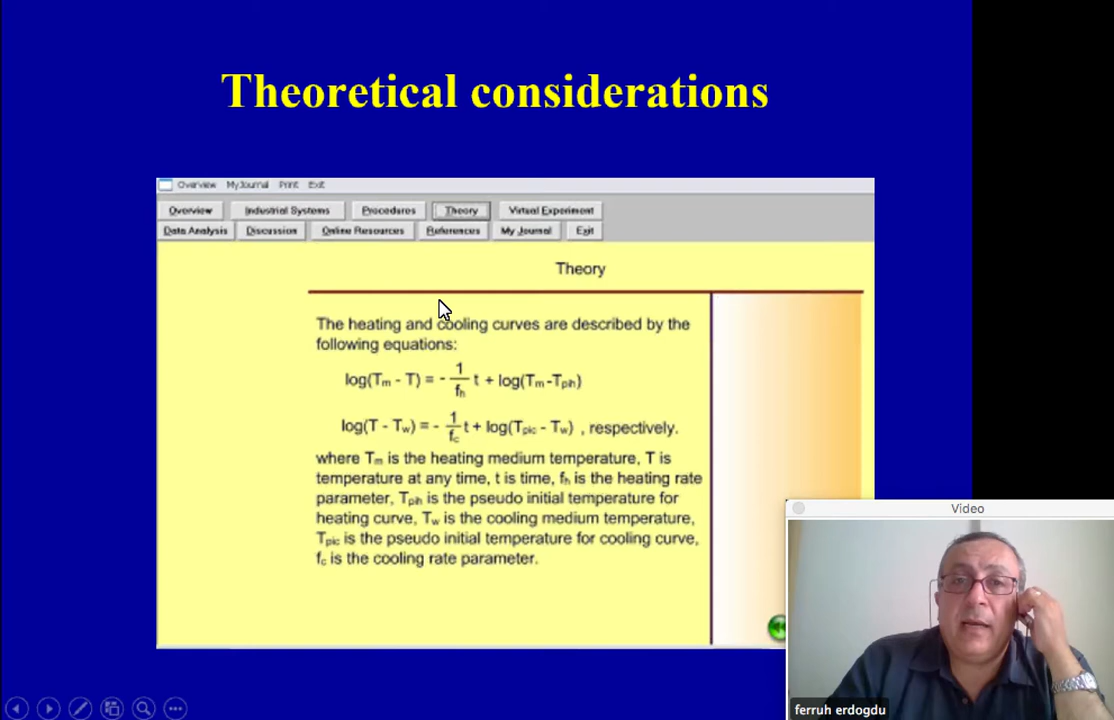 Theoretical considerations
Overview MyJournal Print Exit
Overview Industrial Systems Procedures Theory Virtual Experiment
Data Analysis Discussion Online Resources References My Journal Exit
Theory
The heating and cooling curves are described by the
following equations:
log(Tm - T) = - 1/fh t + log(Tm -Tpih)
log(T - Tw) = - 1/fc t + log(Tpic - Tw) , respectively.
where Tm is the heating medium temperature, T is
temperature at any time, t is time, fh is the heating rate
parameter, Tpih is the pseudo initial temperature for
heating curve, Tw is the cooling medium temperature,
Tpic is the pseudo initial temperature for cooling curve,
fc is the cooling rate parameter.
Video
ferruh erdogdu